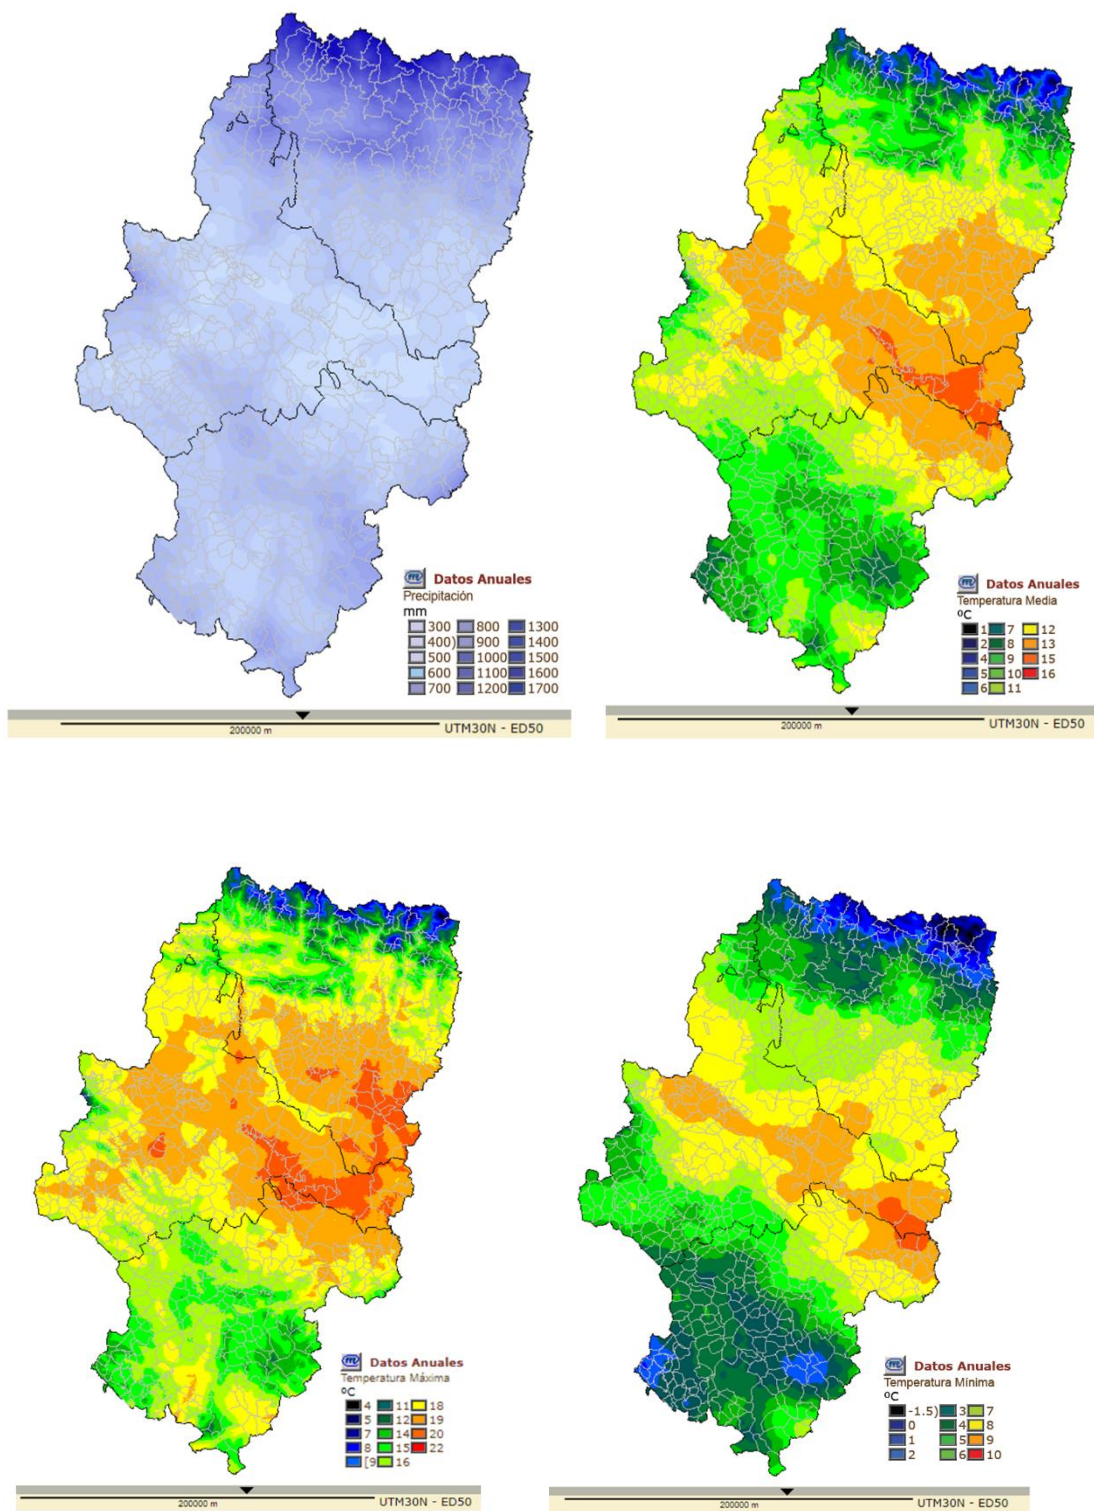 Datos Anuales
Precipitación
mm
300 800 1300
400) 900 1400
500 1000 1500
600 1100 1600
700 1200 1700
200000 m UTM30N - ED50
Datos Anuales
Temperatura Media
ºC
1 7 12
2 8 13
4 9 15
5 10 16
6 11
200000 m UTM30N - ED50
Datos Anuales
Temperatura Máxima
ºC
4 11 18
5 12 19
7 14 20
8 15 22
[9 16
200000 m UTM30N - ED50
Datos Anuales
Temperatura Mínima
ºC
-1.5) 3 7
0 4 8
1 5 9
2 6 10
200000 m UTM30N - ED50